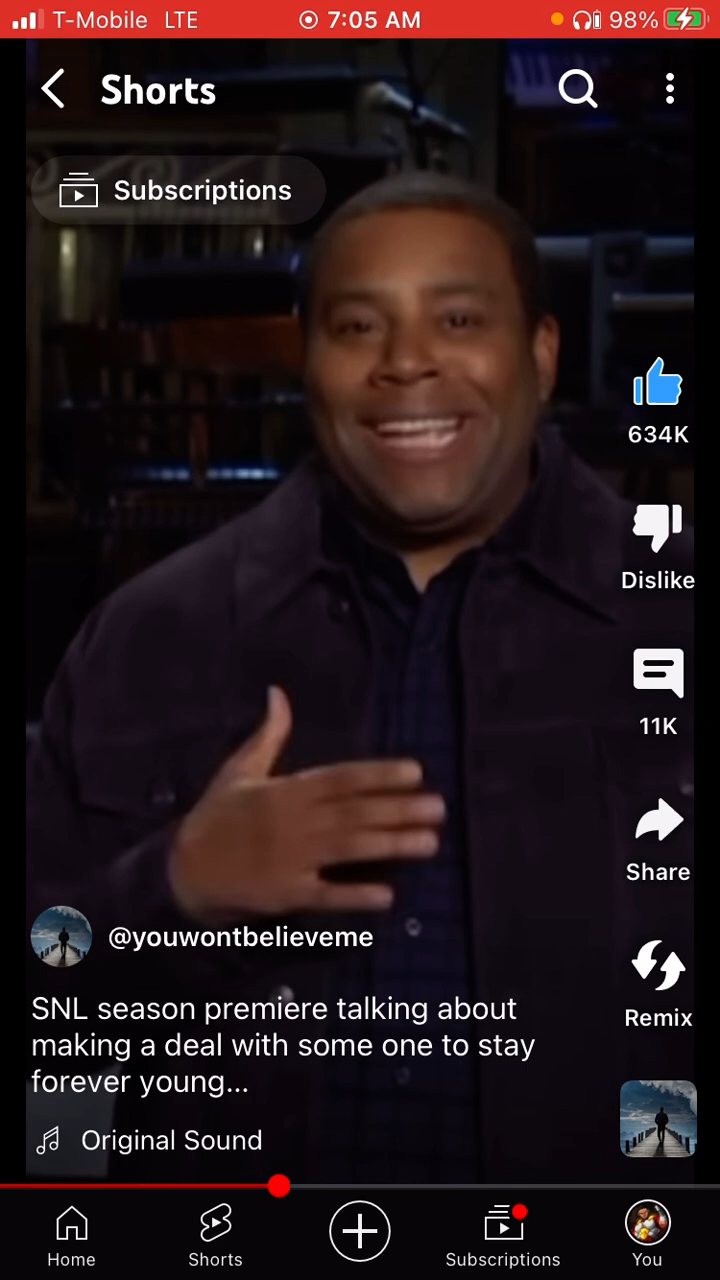 T-Mobile LTE 7:05 AM 98%
Shorts
Subscriptions
634K
Dislike
11K
Share
@youwontbelieveme
SNL season premiere talking about
making a deal with some one to stay
forever young...
Remix
Original Sound
Home Shorts Subscriptions You